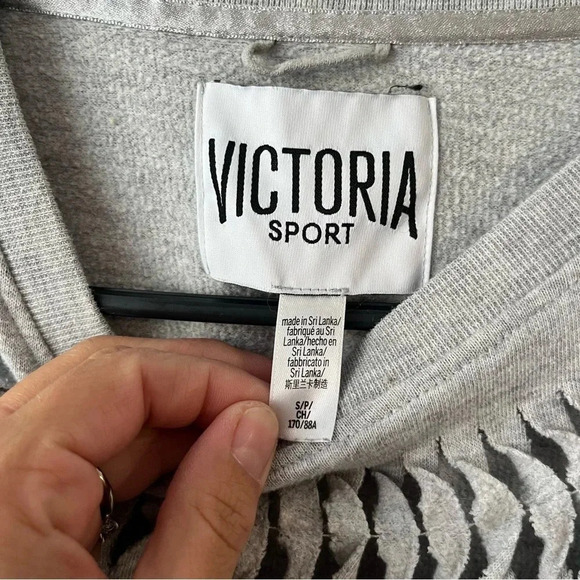 VICTORIA
SPORT
made in Sri Lanka/
fabriqué au Sri
Lanka/hecho en
Sri Lanka/
fabbricato in
Sri Lanka/
斯里兰卡制造
S/P/
CH/
170/88A